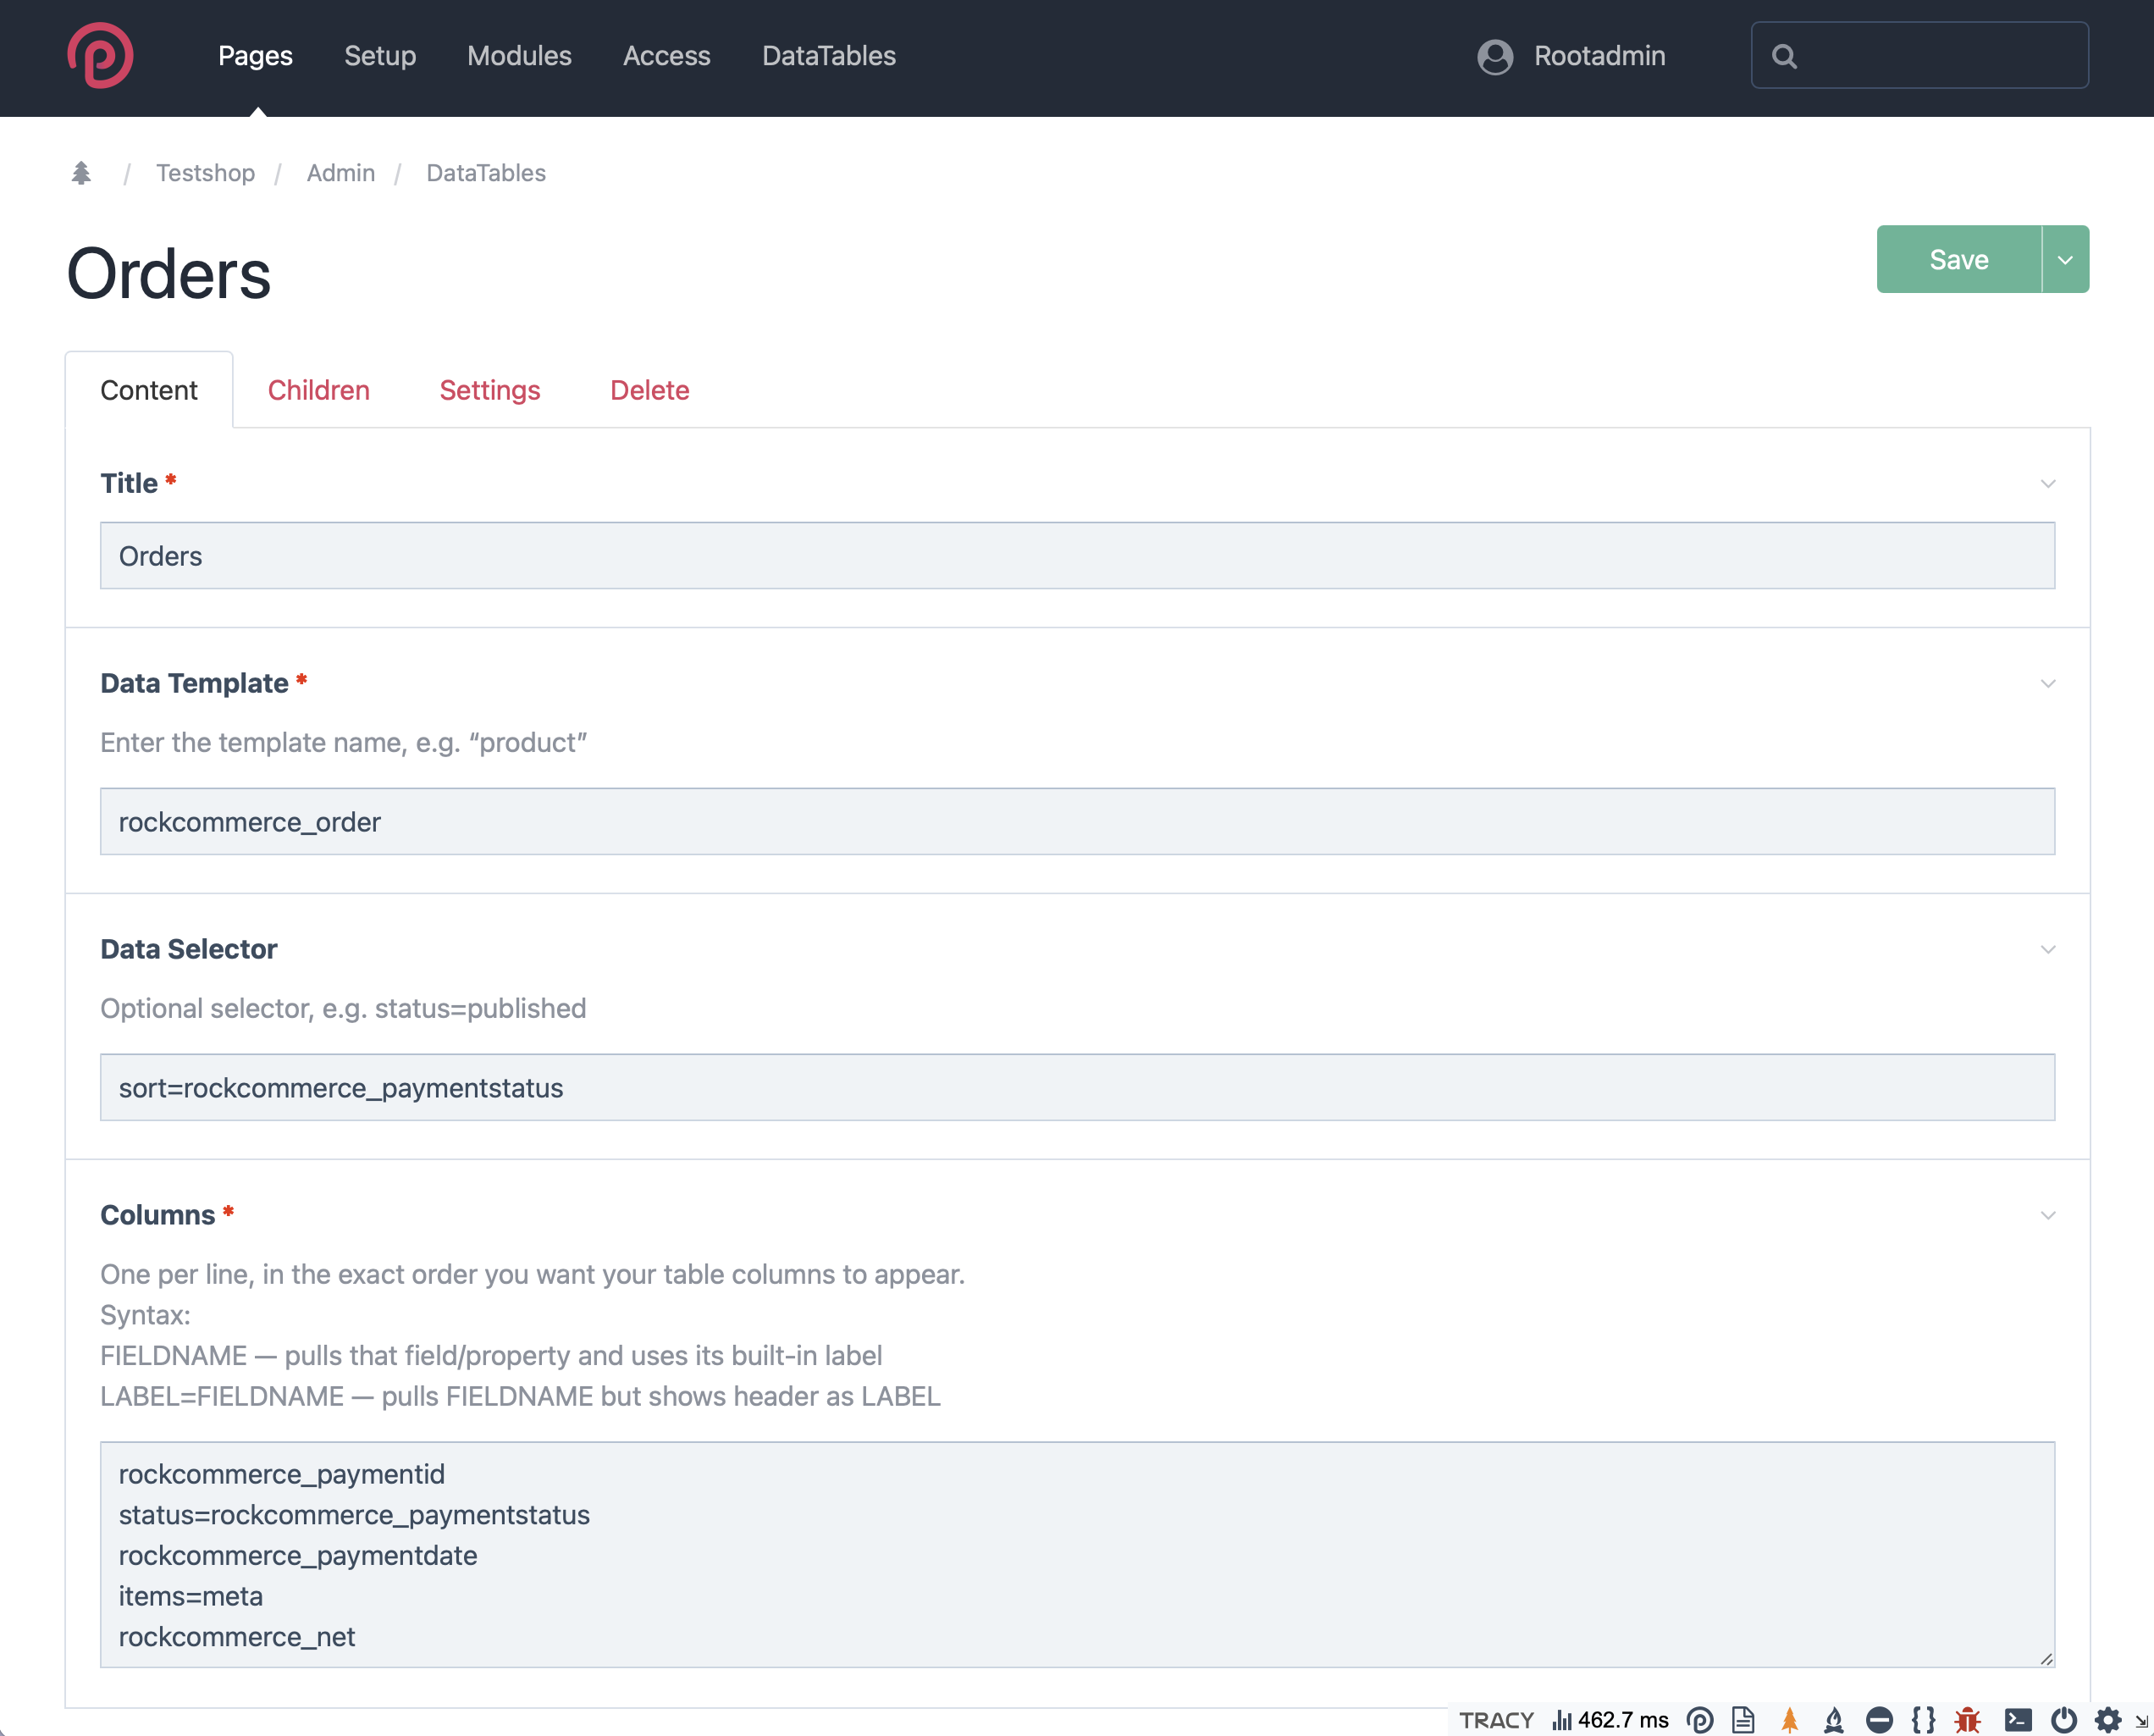 Pages Setup Modules Access DataTables Rootadmin
/ Testshop / Admin / DataTables
Orders
Save
Content Children Settings Delete
Title *
Orders
Data Template *
Enter the template name, e.g. “product”
rockcommerce_order
Data Selector
Optional selector, e.g. status=published
sort=rockcommerce_paymentstatus
Columns *
One per line, in the exact order you want your table columns to appear.
Syntax:
FIELDNAME — pulls that field/property and uses its built-in label
LABEL=FIELDNAME — pulls FIELDNAME but shows header as LABEL
rockcommerce_paymentid
status=rockcommerce_paymentstatus
rockcommerce_paymentdate
items=meta
rockcommerce_net
TRACY 462.7 ms